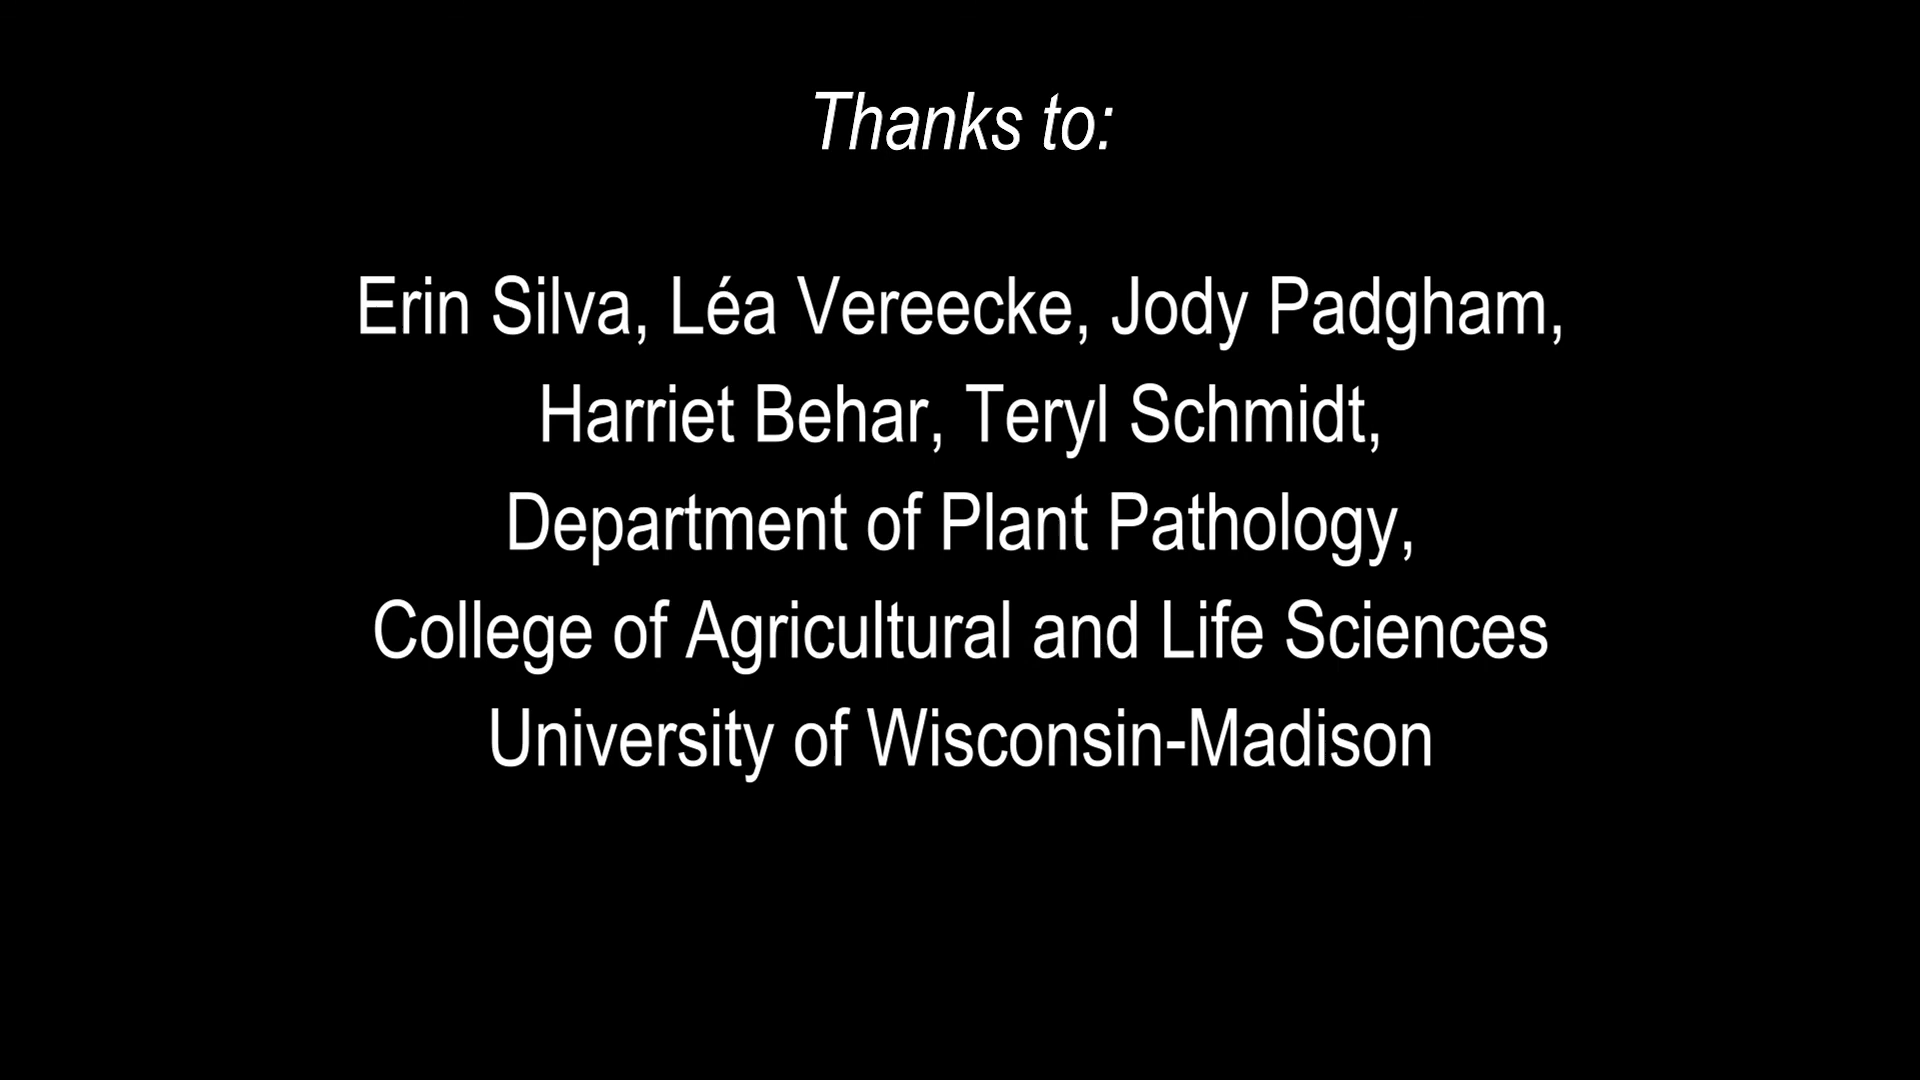 Thanks to:
Erin Silva, Léa Vereecke, Jody Padgham,
Harriet Behar, Teryl Schmidt,
Department of Plant Pathology,
College of Agricultural and Life Sciences
University of Wisconsin-Madison